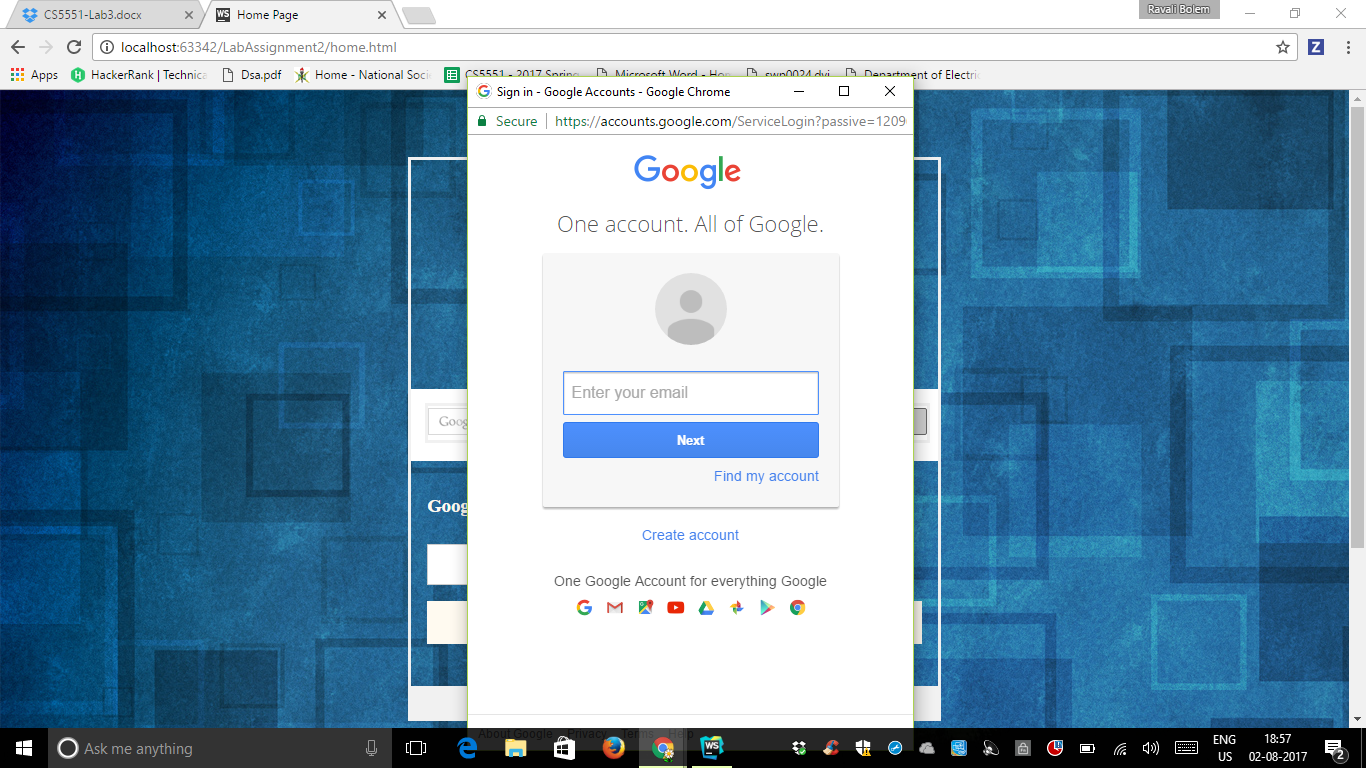 CS5551-Lab3.docx
Home Page
Ravali Bolem
localhost:63342/LabAssignment2/home.html
Apps
HackerRank | Technica
Dsa.pdf
Home - National Soci
CS5551 - 2017 Spring
Microsoft Word - Ho
swp0024.dvi
Department of Electri
Sign in - Google Accounts - Google Chrome
Secure
https://accounts.google.com/ServiceLogin?passive=1209
Google
One account. All of Google.
Enter your email
Next
Find my account
Create account
One Google Account for everything Google
Goog
Goog
About Google Privacy Terms Help
WS
Ask me anything
WS
ENG
US
18:57
02-08-2017
2